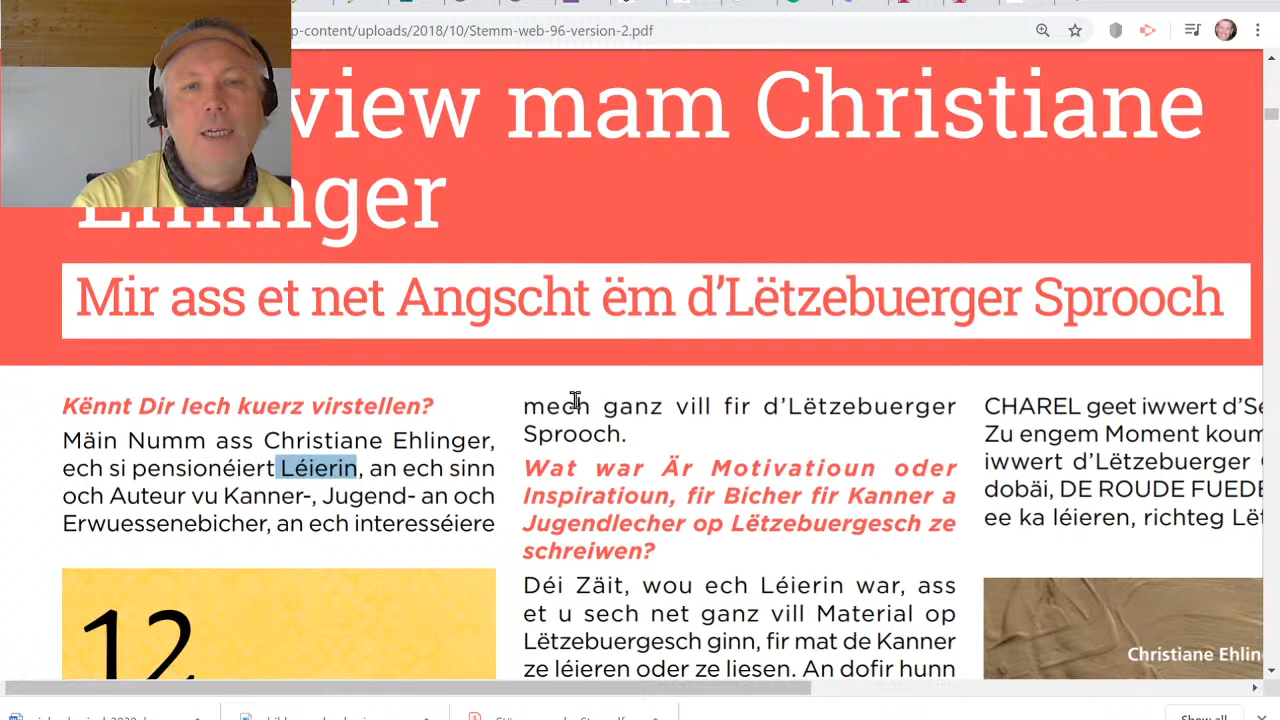 p-content/uploads/2018/10/Stemm-web-96-version-2.pdf
view mam Christiane
nger
Mir ass et net Angscht ëm d’Lëtzebuerger Sprooch
Kënnt Dir Iech kuerz virstellen?
Mäin Numm ass Christiane Ehlinger,
ech si pensionéiert Léierin, an ech sinn
och Auteur vu Kanner-, Jugend- an och
Erwuessenebicher, an ech interesséiere
12
mech ganz vill fir d’Lëtzebuerger
Sprooch.
Wat war Är Motivatioun oder
Inspiratioun, fir Bicher fir Kanner a
Jugendlecher op Lëtzebuergesch ze
schreiwen?
Déi Zäit, wou ech Léierin war, ass
et u sech net ganz vill Material op
Lëtzebuergesch ginn, fir mat de Kanner
ze léieren oder ze liesen. An dofir hunn
CHAREL geet iwwert d’Se
Zu engem Moment koum
iwwert d’Lëtzebuerger
dobäi, DE ROUDE FUEDE
ee ka léieren, richteg Lët
Christiane Ehlin
Show all